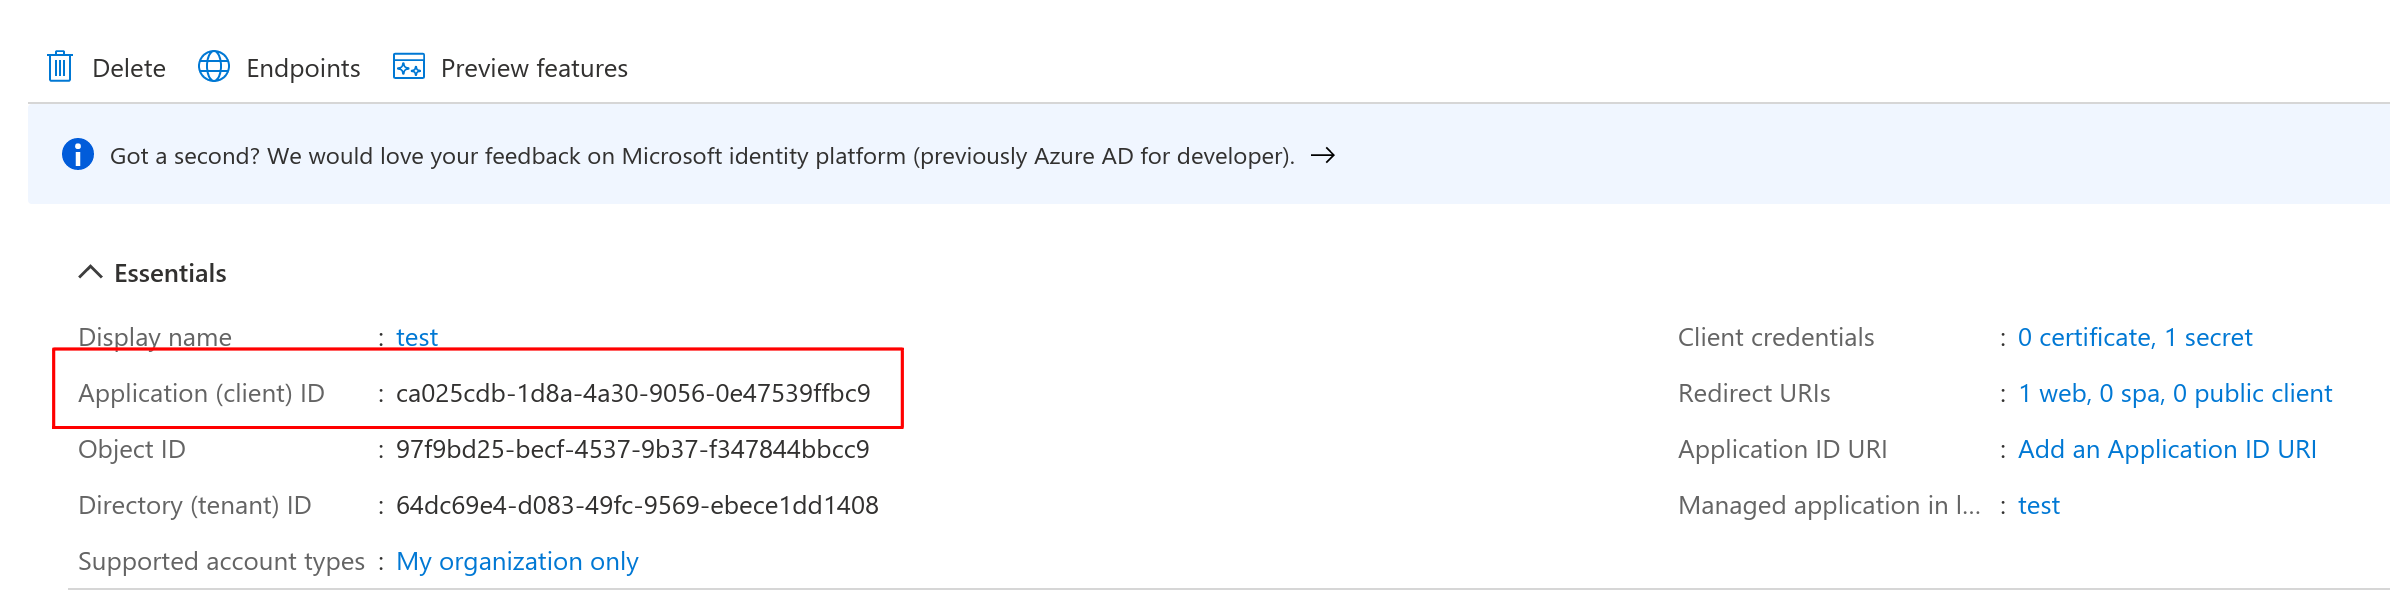 Delete Endpoints Preview features
Got a second? We would love your feedback on Microsoft identity platform (previously Azure AD for developer).
Essentials
Display name : test
Application (client) ID : ca025cdb-1d8a-4a30-9056-0e47539ffbc9
Object ID : 97f9bd25-becf-4537-9b37-f347844bbcc9
Directory (tenant) ID : 64dc69e4-d083-49fc-9569-ebece1dd1408
Supported account types : My organization only
Client credentials : 0 certificate, 1 secret
Redirect URIs : 1 web, 0 spa, 0 public client
Application ID URI : Add an Application ID URI
Managed application in l... : test